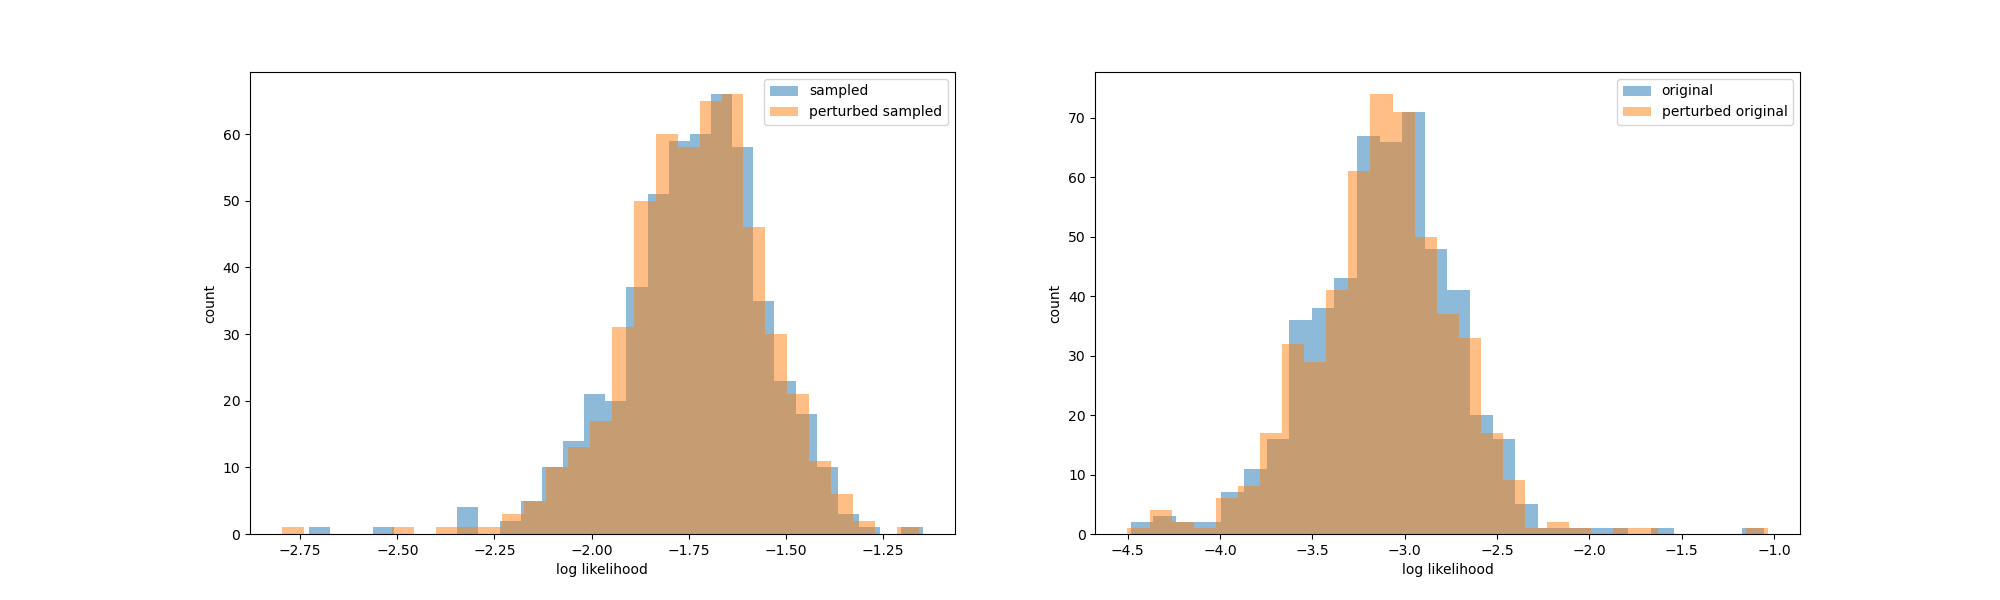 sampled
perturbed sampled
60
50
40
30
20
10
0
count
−2.75 −2.50 −2.25 −2.00 −1.75 −1.50 −1.25
log likelihood
original
perturbed original
70
60
50
40
30
20
10
0
count
−4.5 −4.0 −3.5 −3.0 −2.5 −2.0 −1.5 −1.0
log likelihood